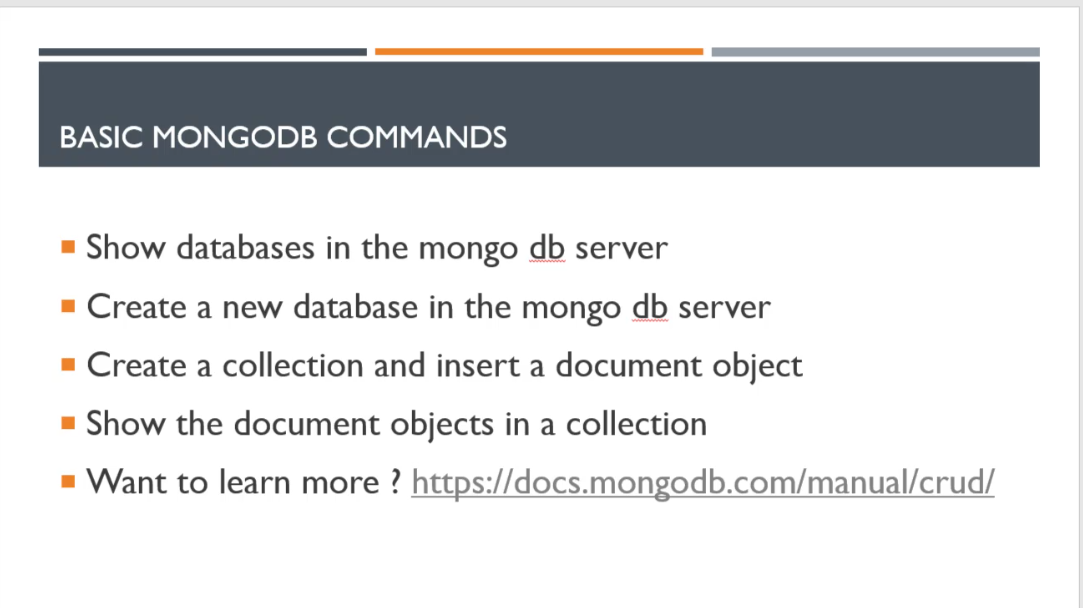 BASIC MONGODB COMMANDS
Show databases in the mongo db server
Create a new database in the mongo db server
Create a collection and insert a document object
Show the document objects in a collection
Want to learn more ? https://docs.mongodb.com/manual/crud/